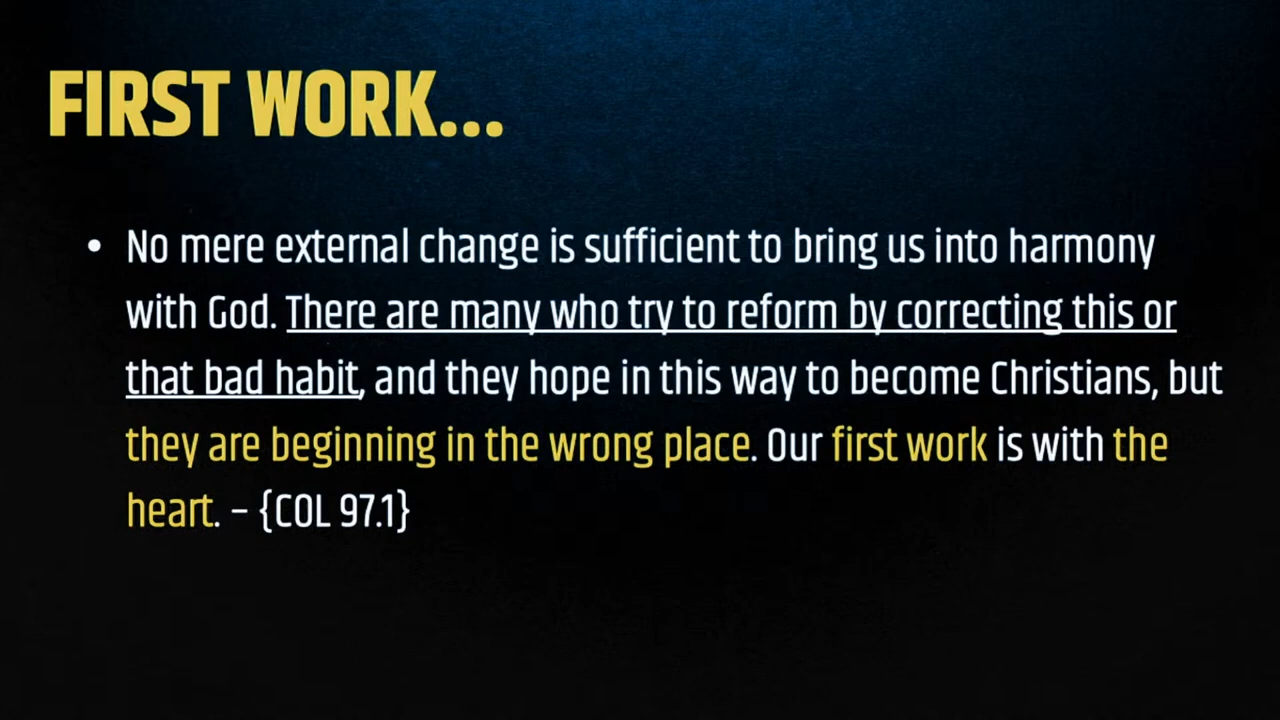 FIRST WORK...
• No mere external change is sufficient to bring us into harmony
with God. There are many who try to reform by correcting this or
that bad habit, and they hope in this way to become Christians, but
they are beginning in the wrong place. Our first work is with the
heart. – {COL 97.1}